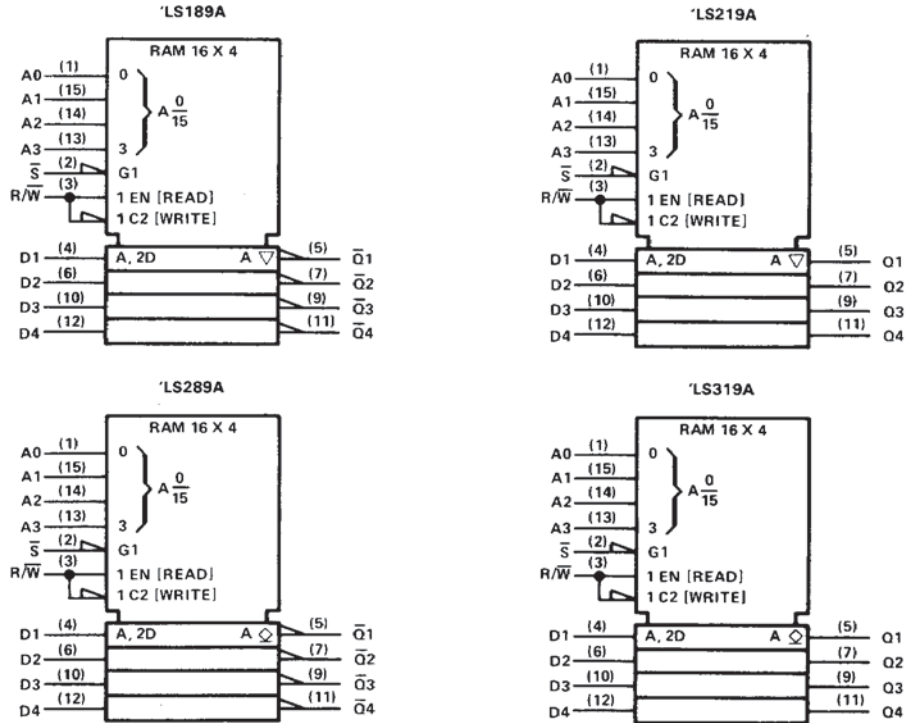 'LS189A
RAM 16 X 4
A0 (1) 0
A1 (15)
A2 (14) A 0/15
A3 (13) 3
S̅ (2) G1
R/W̅ (3) 1 EN [READ]
1 C2 [WRITE]
D1 (4) A, 2D A ▽ (5) Q̅1
D2 (6) (7) Q̅2
D3 (10) (9) Q̅3
D4 (12) (11) Q̅4
'LS219A
RAM 16 X 4
A0 (1) 0
A1 (15)
A2 (14) A 0/15
A3 (13) 3
S̅ (2) G1
R/W̅ (3) 1 EN [READ]
1 C2 [WRITE]
D1 (4) A, 2D A ▽ (5) Q1
D2 (6) (7) Q2
D3 (10) (9) Q3
D4 (12) (11) Q4
'LS289A
RAM 16 X 4
A0 (1) 0
A1 (15)
A2 (14) A 0/15
A3 (13) 3
S̅ (2) G1
R/W̅ (3) 1 EN [READ]
1 C2 [WRITE]
D1 (4) A, 2D A ⎐ (5) Q̅1
D2 (6) (7) Q̅2
D3 (10) (9) Q̅3
D4 (12) (11) Q̅4
'LS319A
RAM 16 X 4
A0 (1) 0
A1 (15)
A2 (14) A 0/15
A3 (13) 3
S̅ (2) G1
R/W̅ (3) 1 EN [READ]
1 C2 [WRITE]
D1 (4) A, 2D A ⎐ (5) Q1
D2 (6) (7) Q2
D3 (10) (9) Q3
D4 (12) (11) Q4